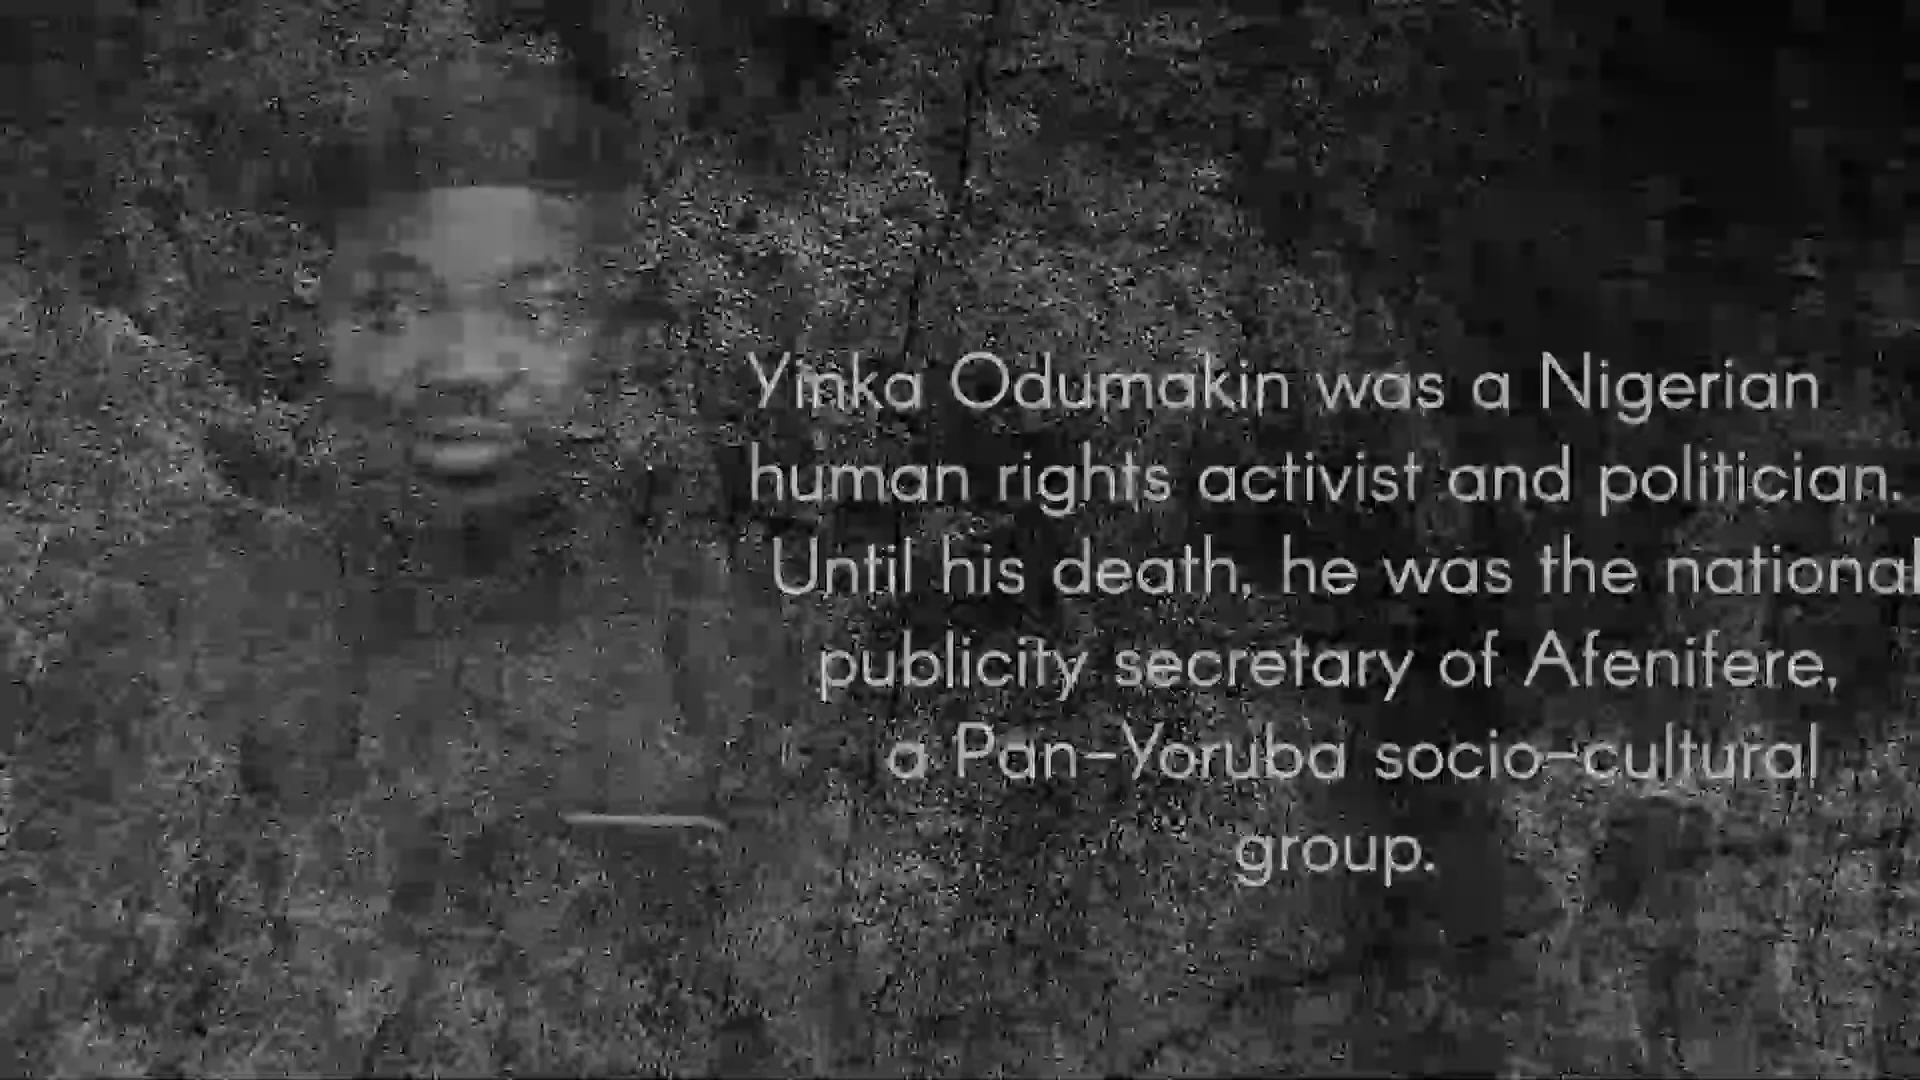 Yinka Odumakin was a Nigerian
human rights activist and politician.
Until his death, he was the national
publicity secretary of Afenifere,
a Pan-Yoruba socio-cultural
group.